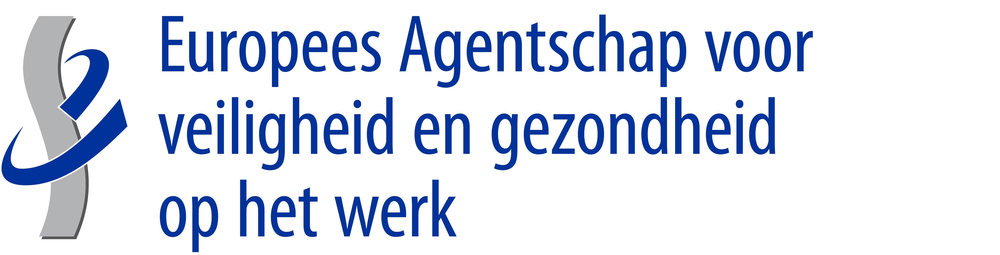 Europees Agentschap voor
veiligheid en gezondheid
op het werk